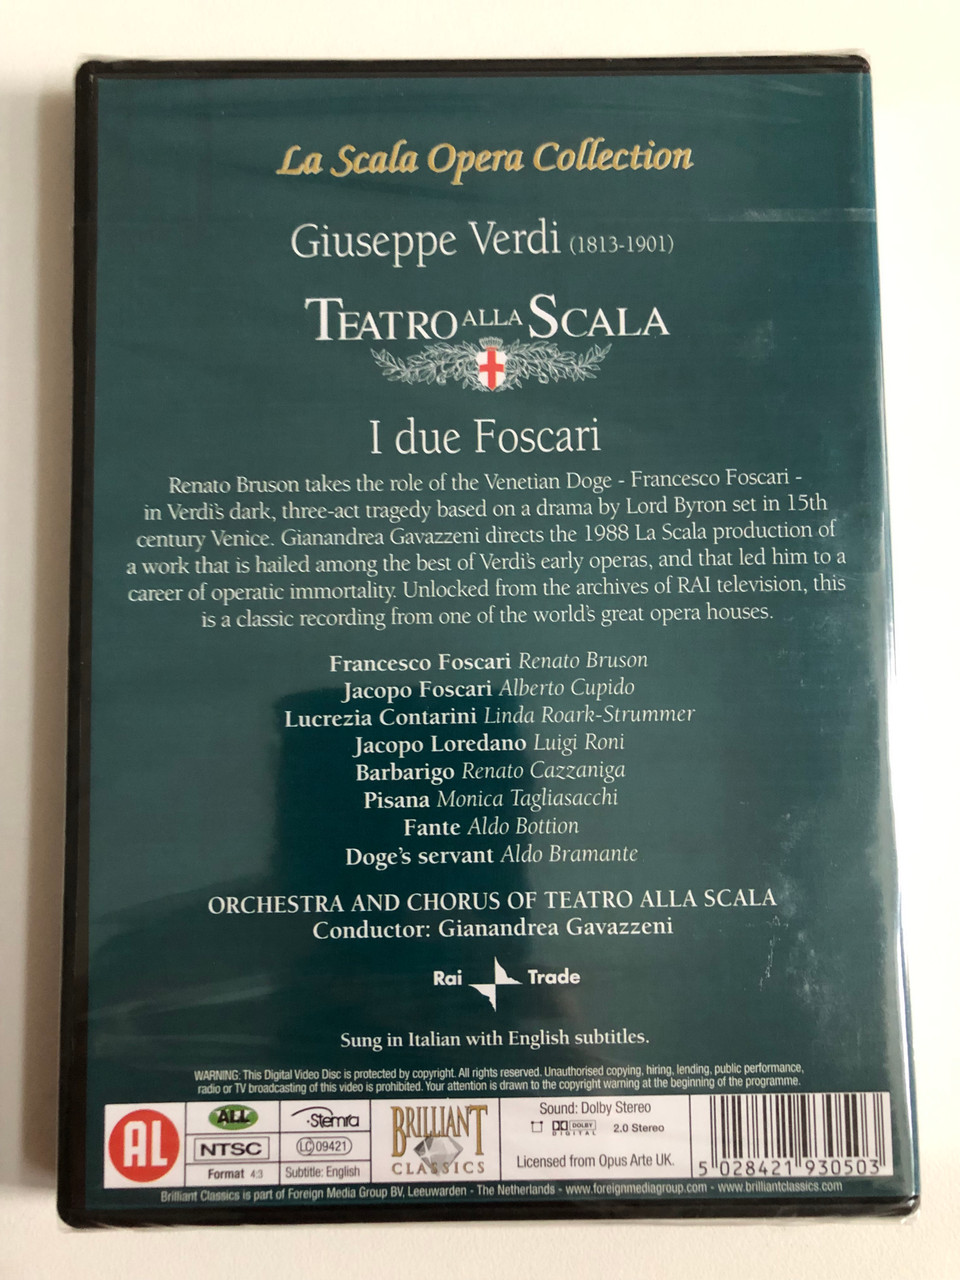 La Scala Opera Collection
Giuseppe Verdi (1813-1901)
TEATRO ALLA SCALA
I due Foscari
Renato Bruson takes the role of the Venetian Doge - Francesco Foscari -
in Verdi's dark, three-act tragedy based on a drama by Lord Byron set in 15th
century Venice. Gianandrea Gavazzeni directs the 1988 La Scala production of
a work that is hailed among the best of Verdi's early operas, and that led him to a
career of operatic immortality. Unlocked from the archives of RAI television, this
is a classic recording from one of the world's great opera houses.
Francesco Foscari Renato Bruson
Jacopo Foscari Alberto Cupido
Lucrezia Contarini Linda Roark-Strummer
Jacopo Loredano Luigi Roni
Barbarigo Renato Cazzaniga
Pisana Monica Tagliasacchi
Fante Aldo Bottion
Doge's servant Aldo Bramante
ORCHESTRA AND CHORUS OF TEATRO ALLA SCALA
Conductor: Gianandrea Gavazzeni
Rai Trade
Sung in Italian with English subtitles.
WARNING: This Digital Video Disc is protected by copyright. All rights reserved. Unauthorised copying, hiring, lending, public performance,
radio or TV broadcasting of this video is prohibited. Your attention is drawn to the copyright warning at the beginning of the programme.
AL
ALL
NTSC
Format 4:3
Stemra
LC 09421
Subtitle: English
BRILLIANT
CLASSICS
Sound: Dolby Stereo
DOLBY
DIGITAL
2.0 Stereo
Licensed from Opus Arte UK.
5 028421 930503
Brilliant Classics is part of Foreign Media Group BV, Leeuwarden - The Netherlands - www.foreignmediagroup.com - www.brilliantclassics.com